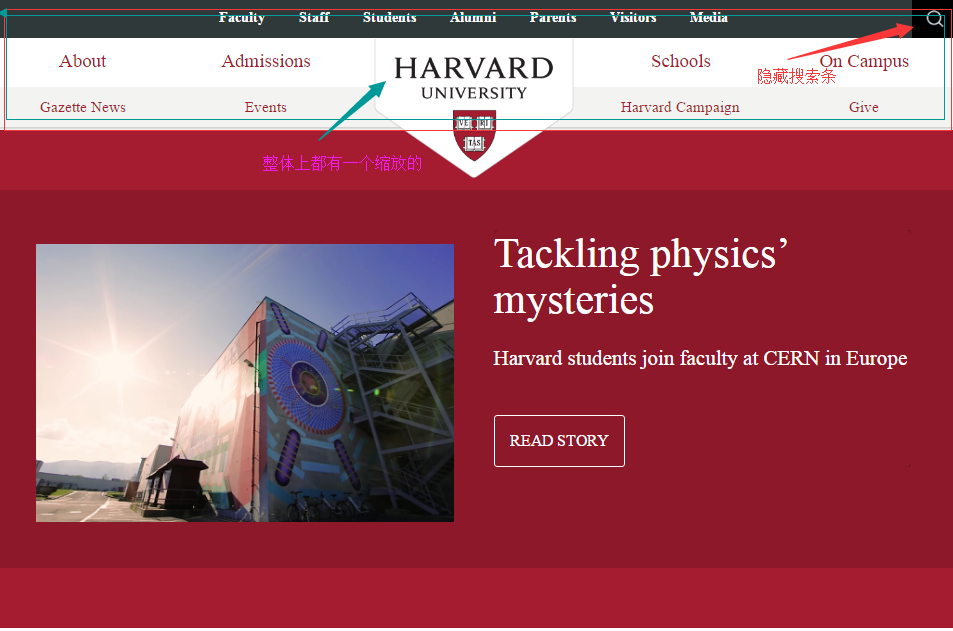 Faculty Staff Students Alumni Parents Visitors Media
About Admissions HARVARD Schools On Campus
UNIVERSITY
隐藏搜索条
Gazette News Events Harvard Campaign Give
VE RI
TAS
整体上都有一个缩放的
Tackling physics’
mysteries
Harvard students join faculty at CERN in Europe
READ STORY